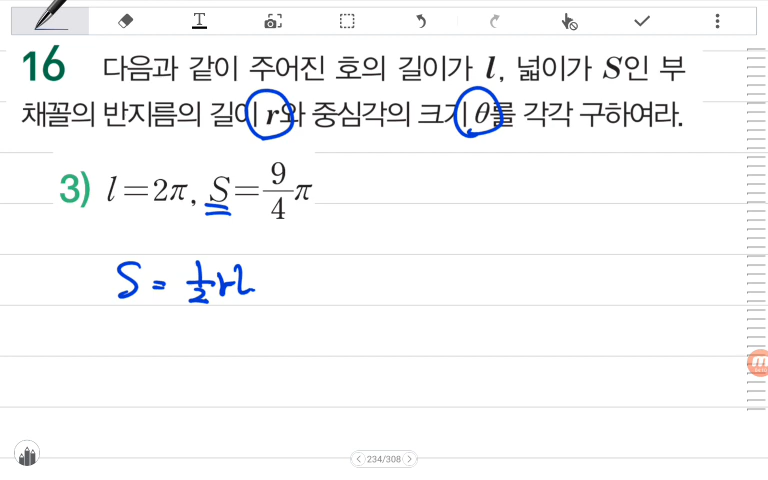 T
16 다음과 같이 주어진 호의 길이가 l, 넓이가 S인 부
채꼴의 반지름의 길이 r와 중심각의 크기 θ를 각각 구하여라.
3) l=2π, S=9/4π
S = 1/2rl
234/308